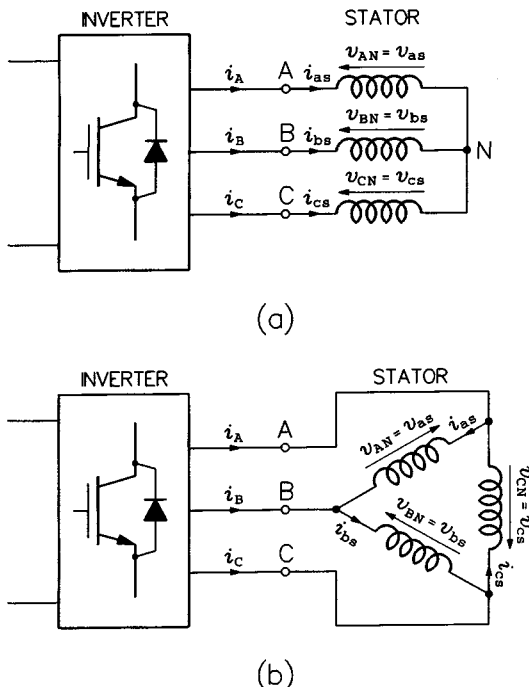 INVERTER STATOR
v_AN = v_as
i_A A i_as
v_BN = v_bs
i_B B i_bs N
v_CN = v_cs
i_C C i_cs
(a)
INVERTER STATOR
i_A A v_AN = v_as i_as
i_B B v_BN = v_bs v_CN = v_cs
i_bs
i_C C i_cs
(b)